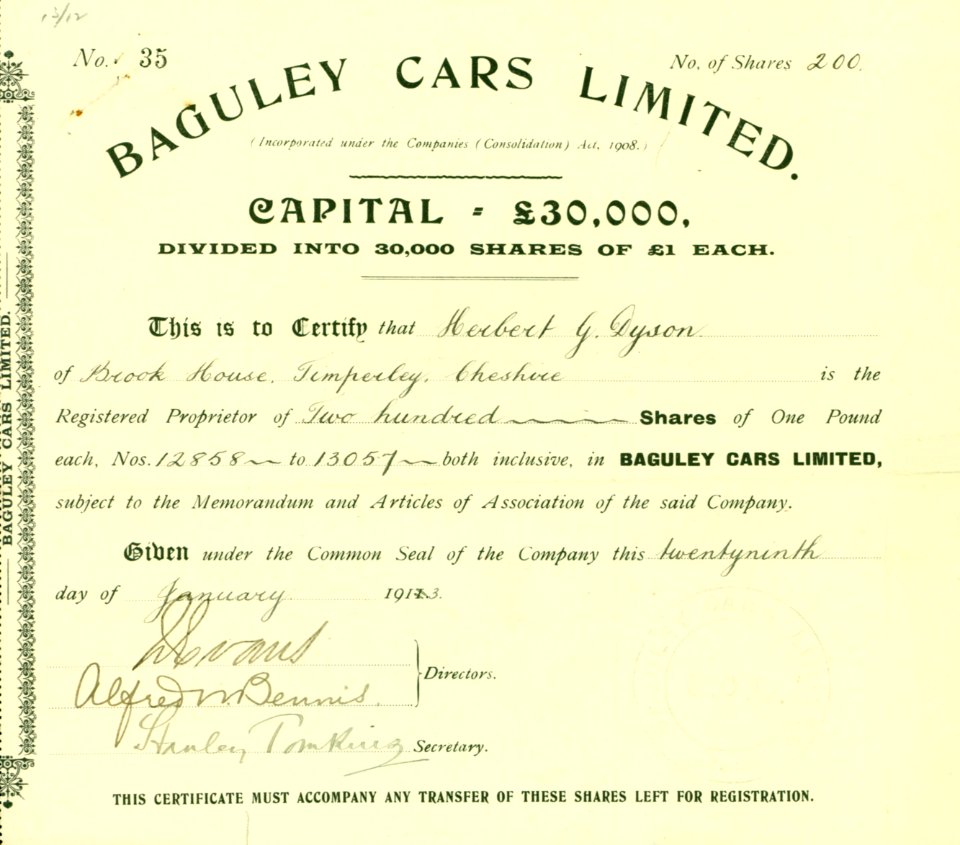 13/12
No. 35
No. of Shares 200.
BAGULEY CARS LIMITED.
(Incorporated under the Companies (Consolidation) Act, 1908.)
CAPITAL - £30,000,
DIVIDED INTO 30,000 SHARES OF £1 EACH.
This is to Certify that Herbert G. Dyson
of Brook House, Timperley, Cheshire is the
Registered Proprietor of Two hundred Shares of One Pound
each, Nos. 12858 to 13057 both inclusive, in BAGULEY CARS LIMITED,
subject to the Memorandum and Articles of Association of the said Company.
Given under the Common Seal of the Company this twentyninth
day of January 1913.
Evans
Alfred W. Bennis.
Directors.
Stanley Tomkins Secretary.
THIS CERTIFICATE MUST ACCOMPANY ANY TRANSFER OF THESE SHARES LEFT FOR REGISTRATION.
BAGULEY CARS LIMITED.